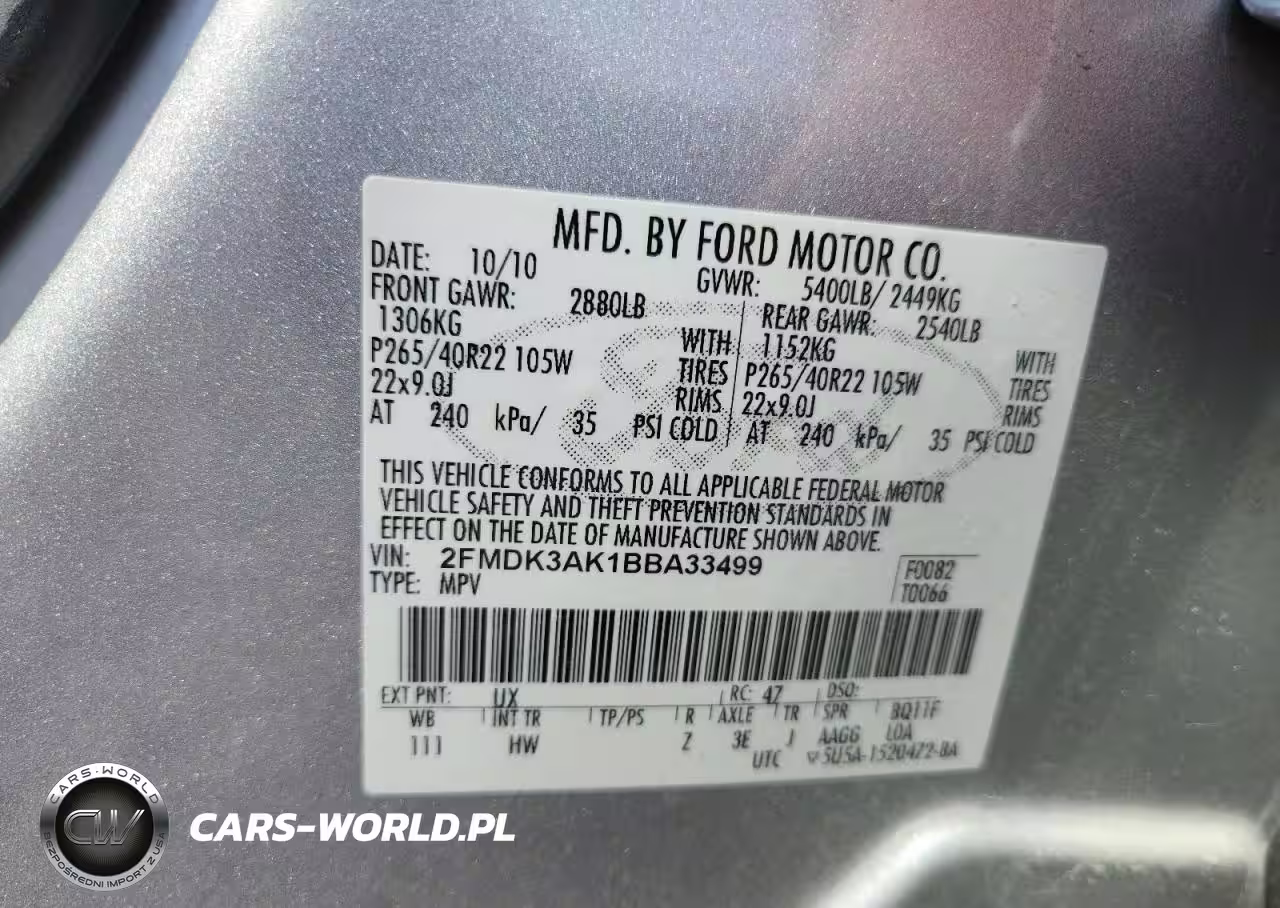 MFD. BY FORD MOTOR CO.
DATE: 10/10 GVWR: 5400LB/ 2449KG
FRONT GAWR: 2880LB REAR GAWR: 2540LB
1306KG WITH 1152KG WITH
P265/40R22 105W TIRES P265/40R22 105W TIRES
22x9.0J RIMS 22x9.0J RIMS
AT 240 kPa/ 35 PSI COLD AT 240 kPa/ 35 PSI COLD
THIS VEHICLE CONFORMS TO ALL APPLICABLE FEDERAL MOTOR
VEHICLE SAFETY AND THEFT PREVENTION STANDARDS IN
EFFECT ON THE DATE OF MANUFACTURE SHOWN ABOVE.
VIN: 2FMDK3AK1BBA33499 F0082
TYPE: MPV T0066
EXT PNT: UX RC: 47 DSO:
WB INT TR TP/PS R AXLE TR SPR BQ11F
111 HW Z 3E J AAGG LOA
UTC 5U5A-1520472-BA
CARS-WORLD
CW
BEZPOŚREDNI IMPORT Z USA
CARS-WORLD.PL